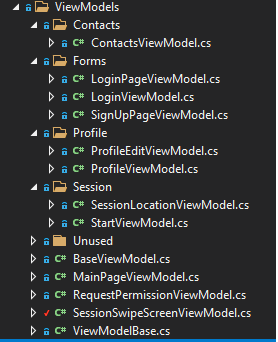 ViewModels
Contacts
C# ContactsViewModel.cs
Forms
C# LoginPageViewModel.cs
C# LoginViewModel.cs
C# SignUpPageViewModel.cs
Profile
C# ProfileEditViewModel.cs
C# ProfileViewModel.cs
Session
C# SessionLocationViewModel.cs
C# StartViewModel.cs
Unused
C# BaseViewModel.cs
C# MainPageViewModel.cs
C# RequestPermissionViewModel.cs
C# SessionSwipeScreenViewModel.cs
C# ViewModelBase.cs